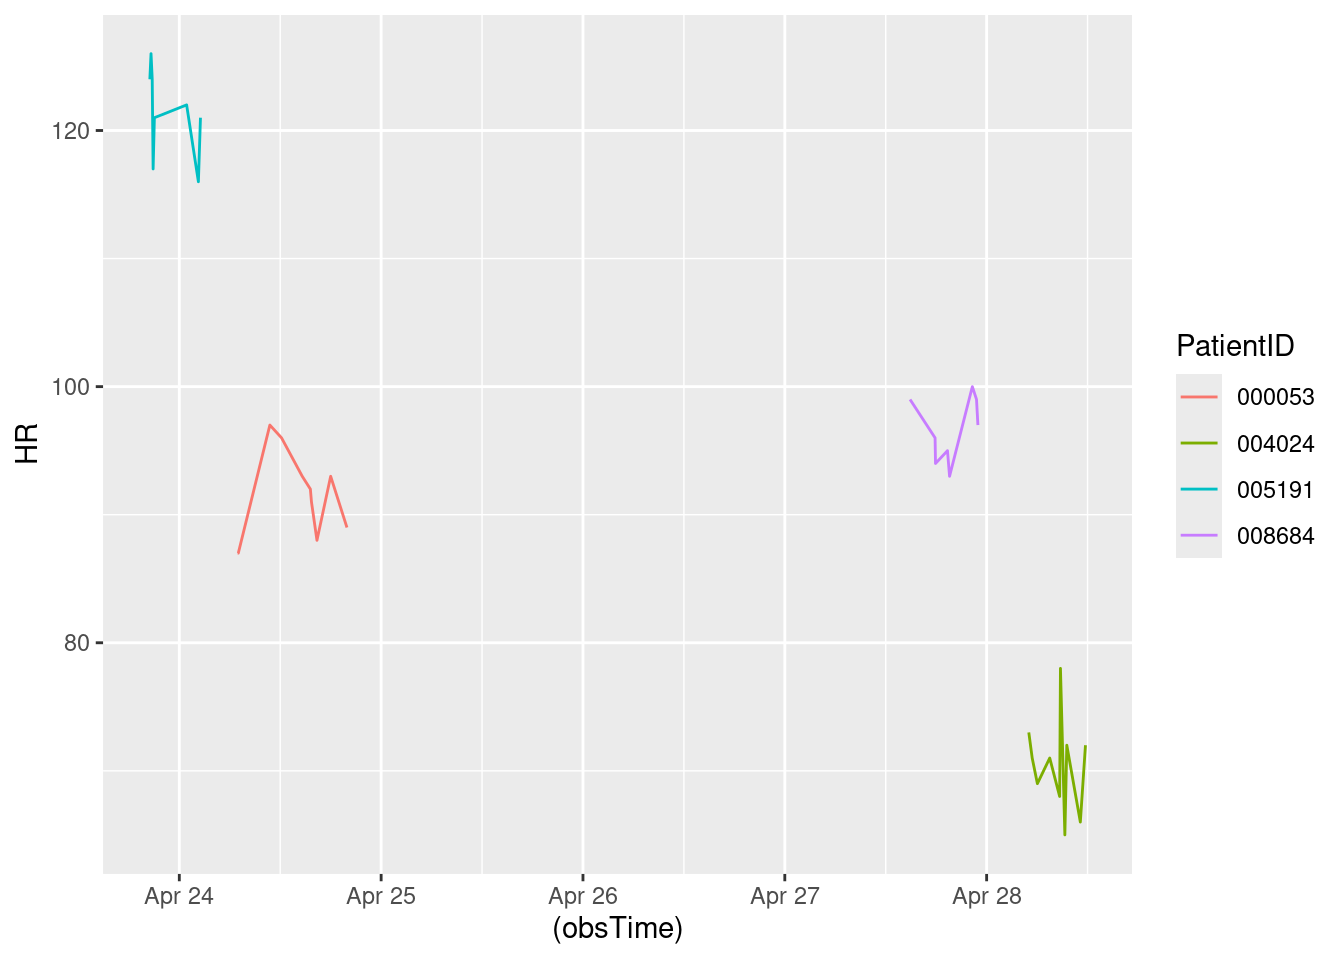 120
100
80
HR
Apr 24
Apr 25
Apr 26
Apr 27
Apr 28
(obsTime)
PatientID
000053
004024
005191
008684